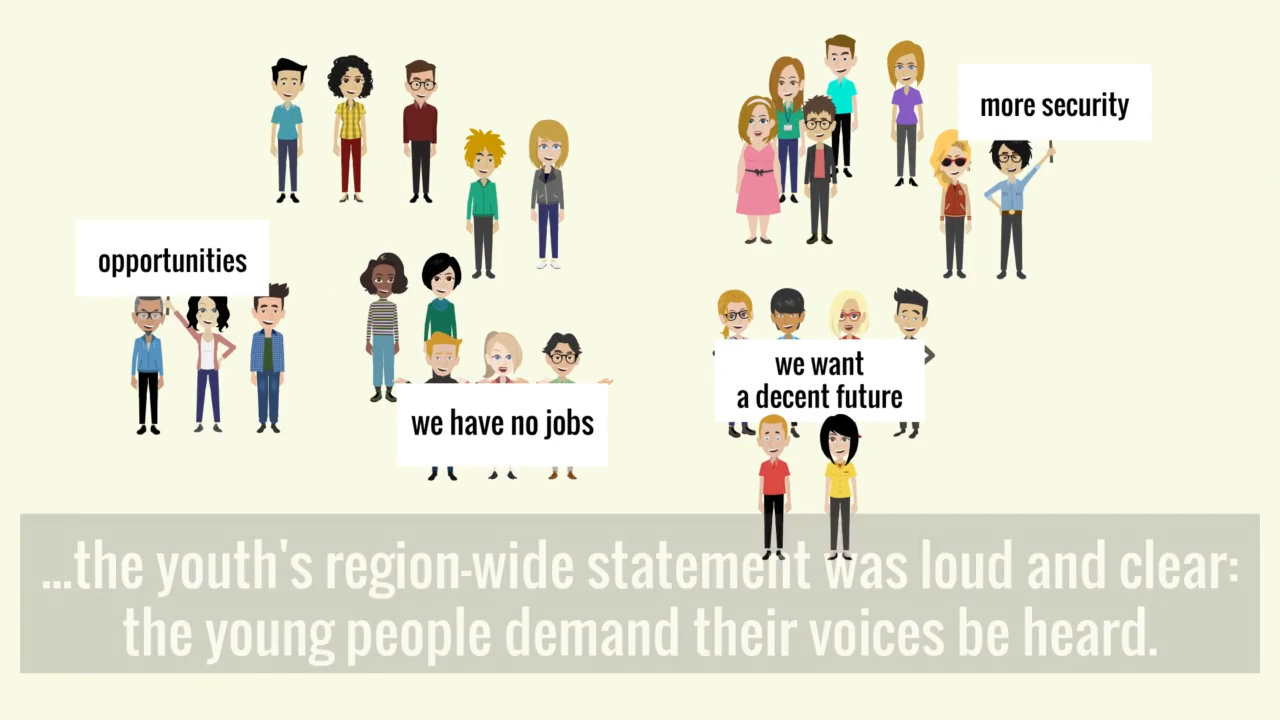 more security
opportunities
we want
a decent future
we have no jobs
...the youth's region-wide statement was loud and clear:
the young people demand their voices be heard.